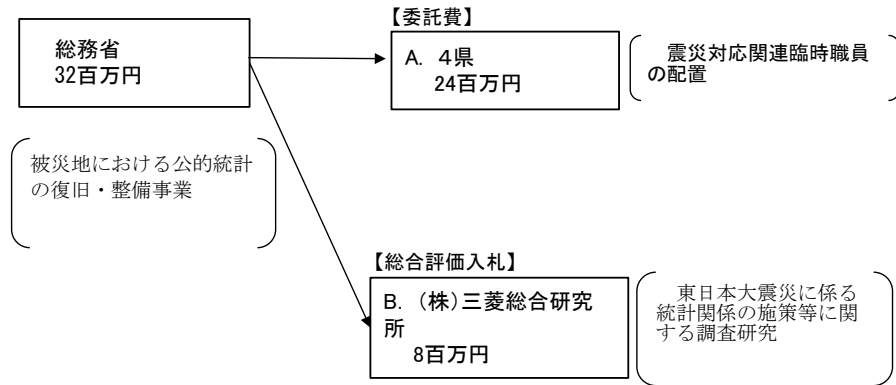 【委託費】
総務省
32百万円
A. 4県
24百万円
震災対応関連臨時職員
の配置
被災地における公的統計
の復旧・整備事業
【総合評価入札】
B. (株)三菱総合研究
所
8百万円
東日本大震災に係る
統計関係の施策等に関
する調査研究